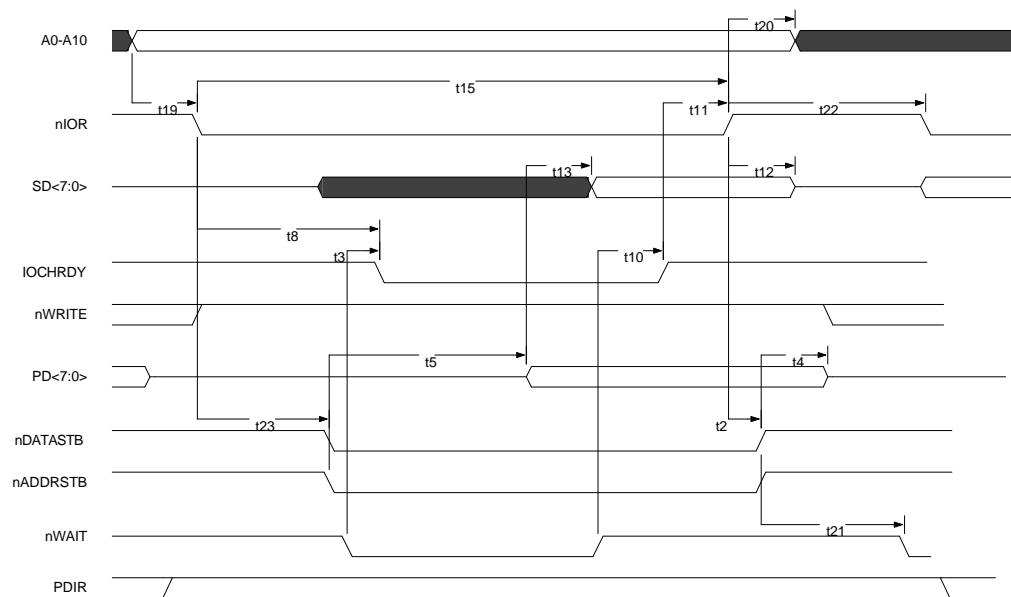 t20
A0-A10
t15
t19
t11
t22
nIOR
t13
t12
SD<7:0>
t8
t3
t10
IOCHRDY
nWRITE
t5
t4
PD<7:0>
t23
t2
nDATASTB
nADDRSTB
t21
nWAIT
PDIR